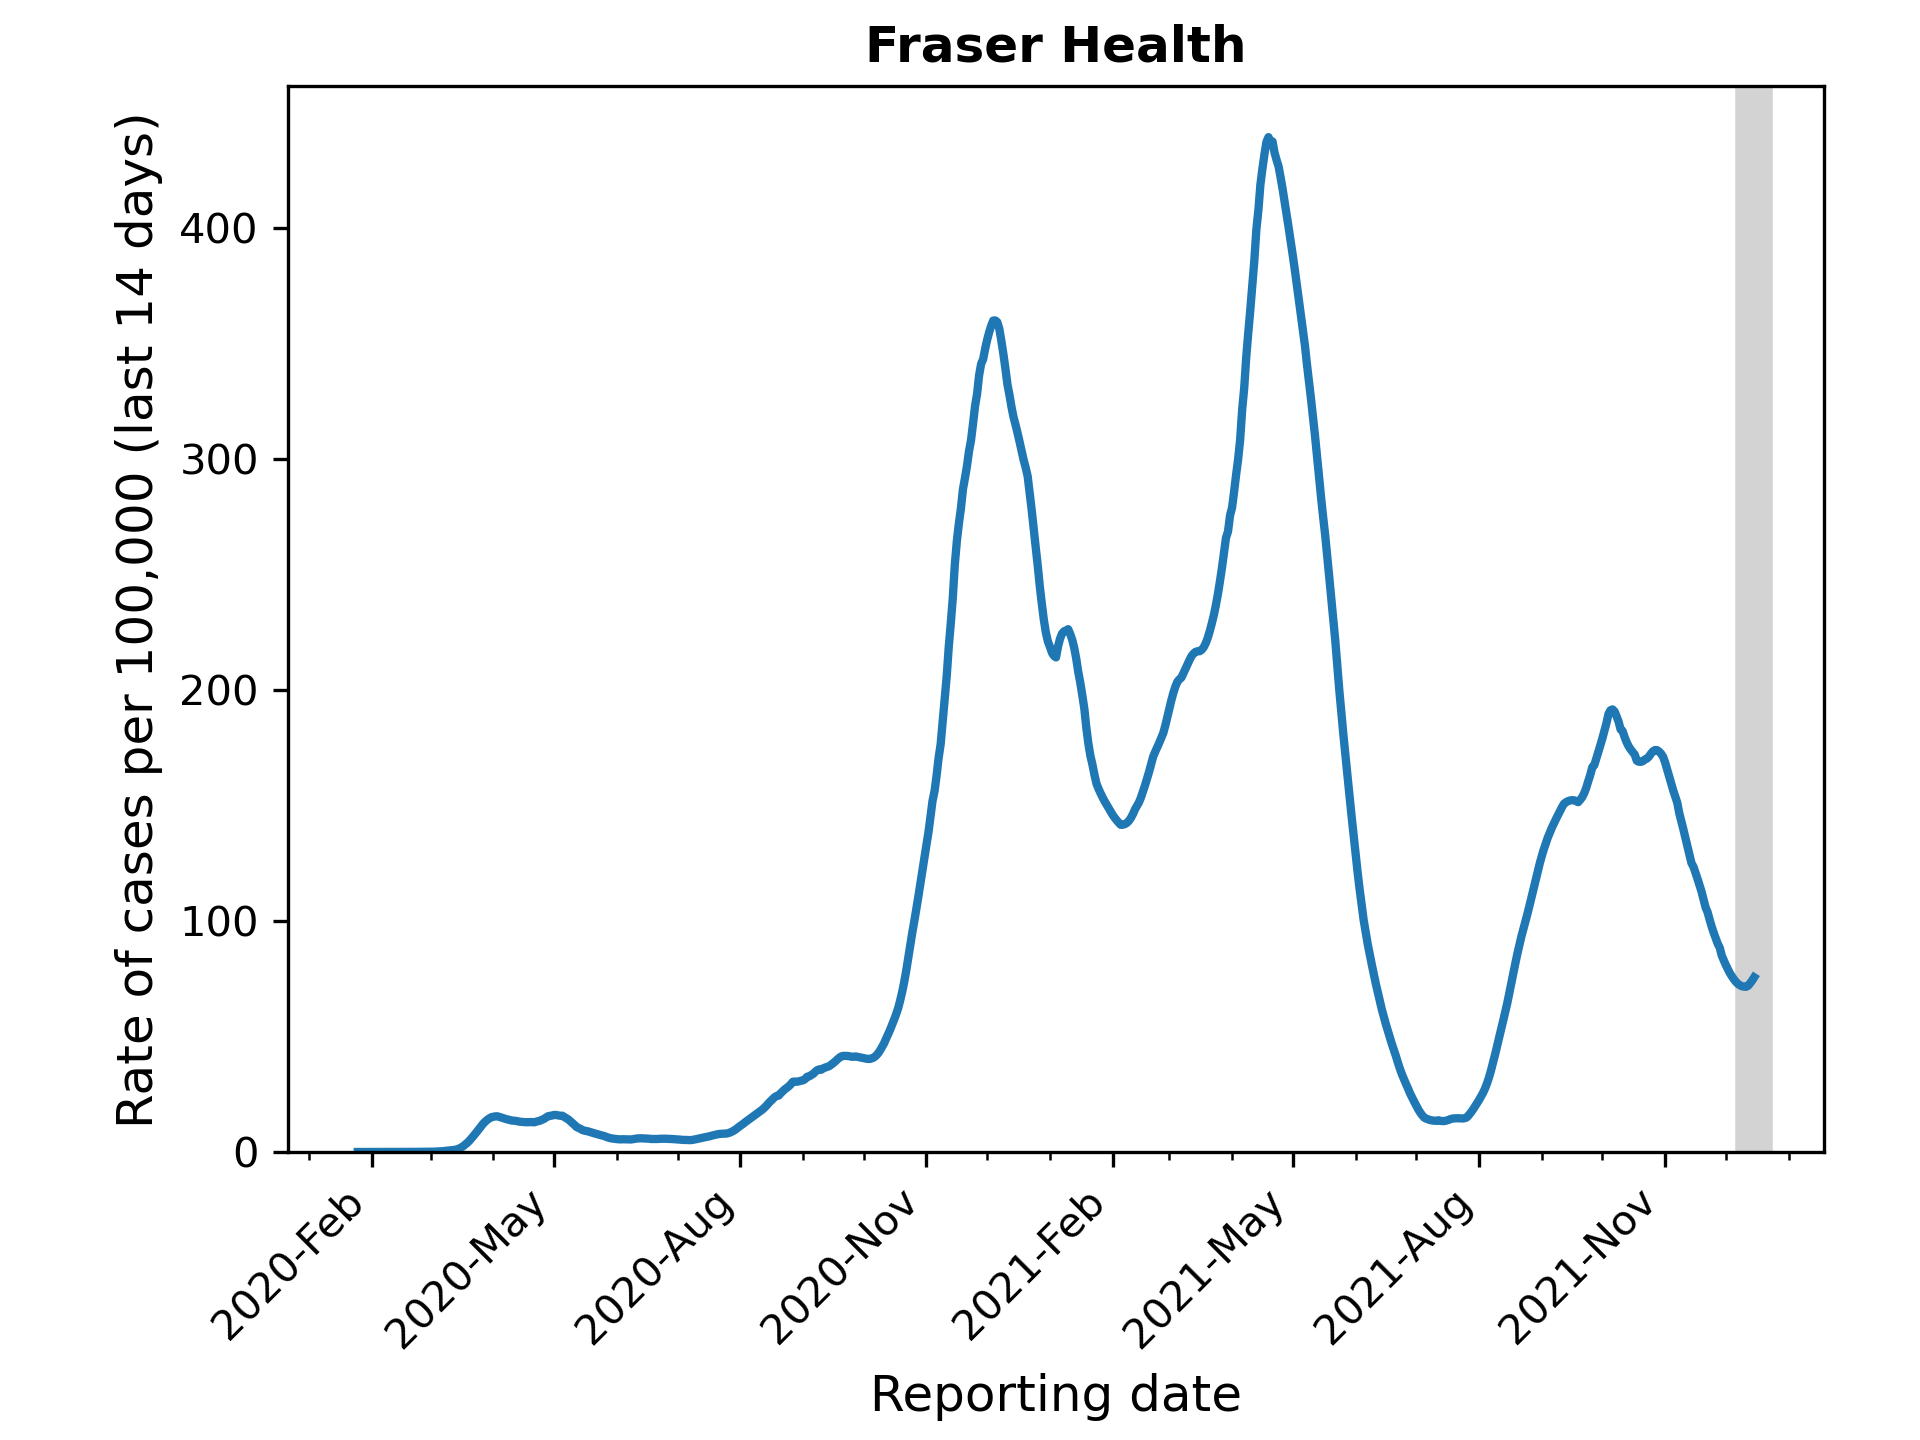 Fraser Health
Rate of cases per 100,000 (last 14 days)
400
300
200
100
0
2020-Feb
2020-May
2020-Aug
2020-Nov
2021-Feb
2021-May
2021-Aug
2021-Nov
Reporting date